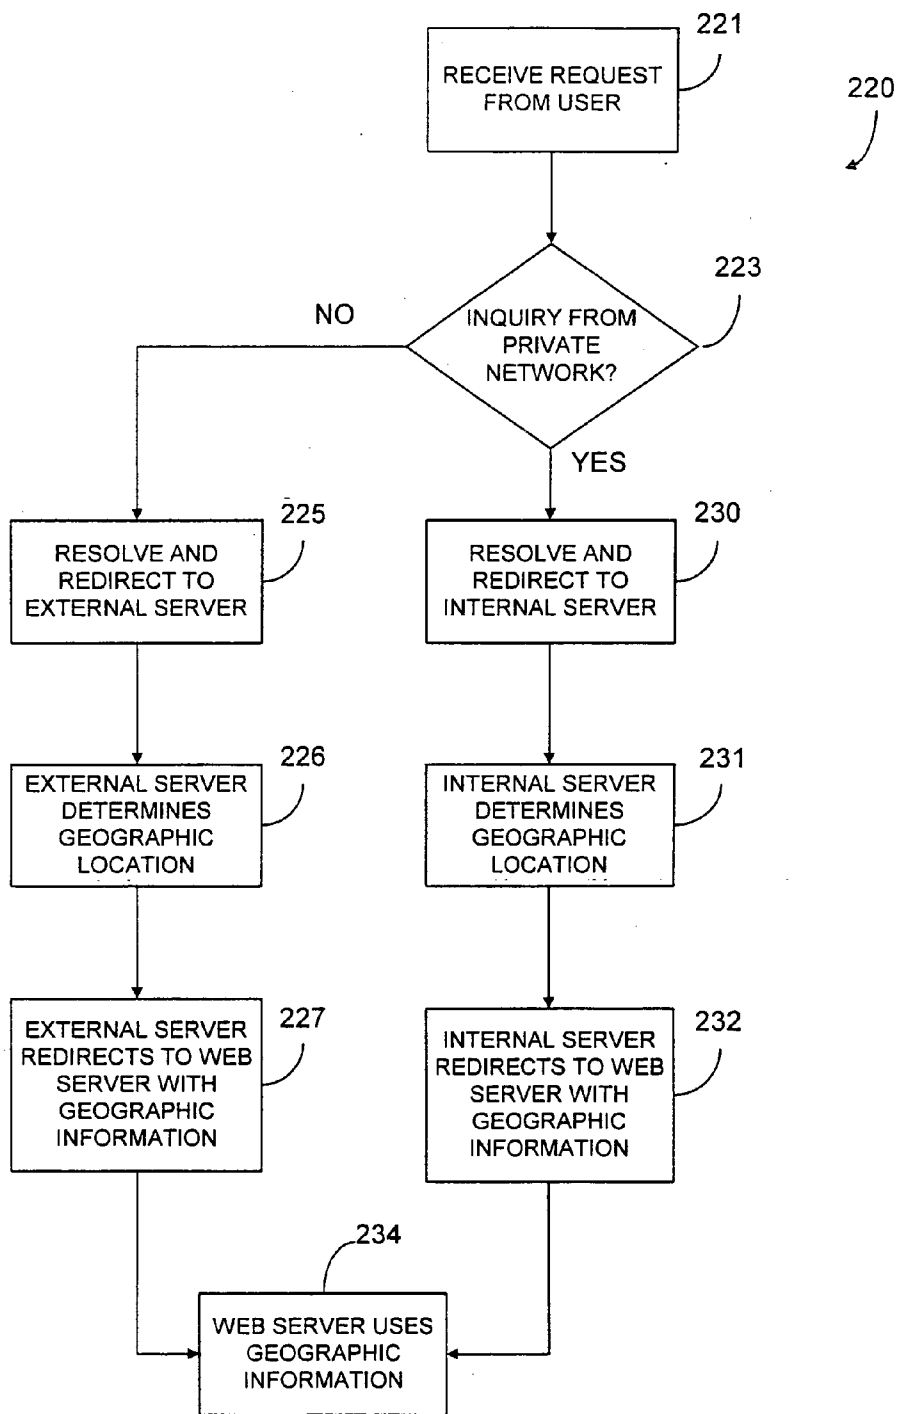 221
RECEIVE REQUEST
FROM USER
220
223
INQUIRY FROM
PRIVATE
NETWORK?
NO
YES
225
RESOLVE AND
REDIRECT TO
EXTERNAL SERVER
230
RESOLVE AND
REDIRECT TO
INTERNAL SERVER
226
EXTERNAL SERVER
DETERMINES
GEOGRAPHIC
LOCATION
231
INTERNAL SERVER
DETERMINES
GEOGRAPHIC
LOCATION
227
EXTERNAL SERVER
REDIRECTS TO WEB
SERVER WITH
GEOGRAPHIC
INFORMATION
232
INTERNAL SERVER
REDIRECTS TO WEB
SERVER WITH
GEOGRAPHIC
INFORMATION
234
WEB SERVER USES
GEOGRAPHIC
INFORMATION